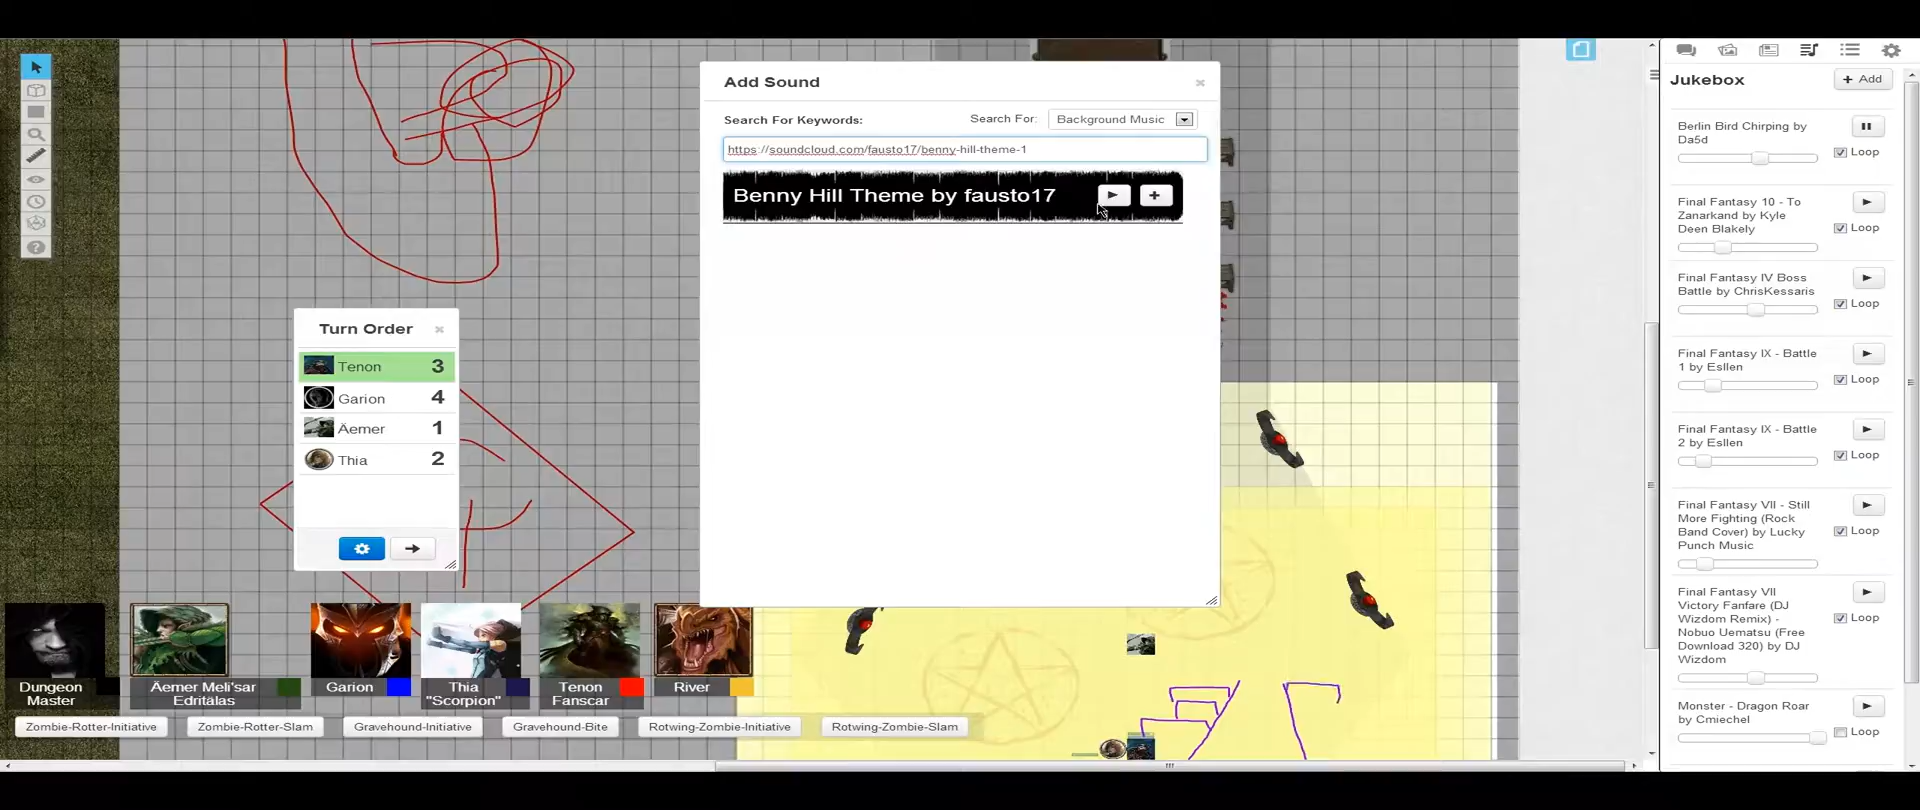 Add Sound
×
Search For Keywords:
Search For:
Background Music
https://soundcloud.com/fausto17/benny-hill-theme-1
Benny Hill Theme by fausto17
Turn Order
×
Tenon 3
Garion 4
Äemer 1
Thia 2
Dungeon
Master
Äemer Meli'sar
Edritälas
Garion
Thia
"Scorpion"
Tenon
Fanscar
River
Zombie-Rotter-Initiative
Zombie-Rotter-Slam
Gravehound-Initiative
Gravehound-Bite
Rotwing-Zombie-Initiative
Rotwing-Zombie-Slam
Jukebox
+ Add
Berlin Bird Chirping by
Da5d
Loop
Final Fantasy 10 - To
Zanarkand by Kyle
Deen Blakely
Loop
Final Fantasy IV Boss
Battle by ChrisKessaris
Loop
Final Fantasy IX - Battle
1 by Esllen
Loop
Final Fantasy IX - Battle
2 by Esllen
Loop
Final Fantasy VII - Still
More Fighting (Rock
Band Cover) by Lucky
Punch Music
Loop
Final Fantasy VII
Victory Fanfare (DJ
Wizdom Remix) -
Nobuo Uematsu (Free
Download 320) by DJ
Wizdom
Loop
Monster - Dragon Roar
by Cmiechel
Loop